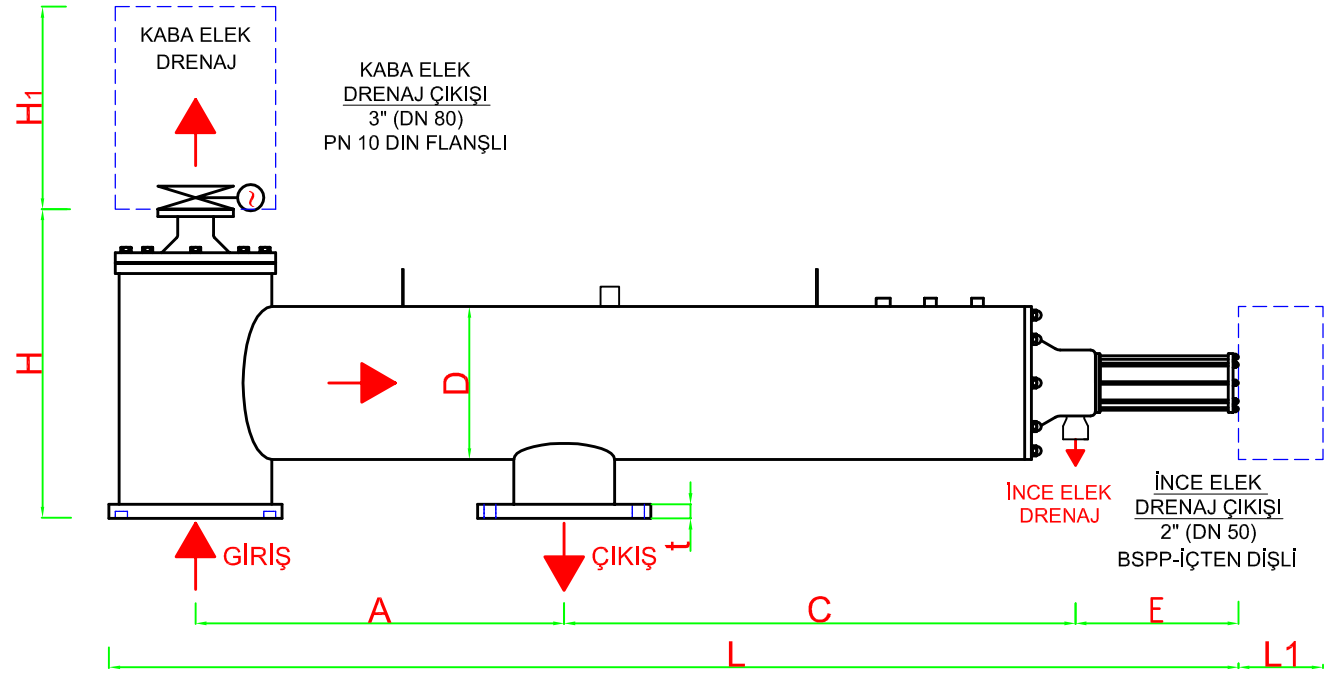 KABA ELEK
DRENAJ
KABA ELEK
DRENAJ ÇIKIŞI
3" (DN 80)
PN 10 DIN FLANŞLI
H1
H
~
D
GİRİŞ
ÇIKIŞ
t
İNCE ELEK
DRENAJ
İNCE ELEK
DRENAJ ÇIKIŞI
2" (DN 50)
BSPP-İÇTEN DİŞLİ
A
C
E
L
L1